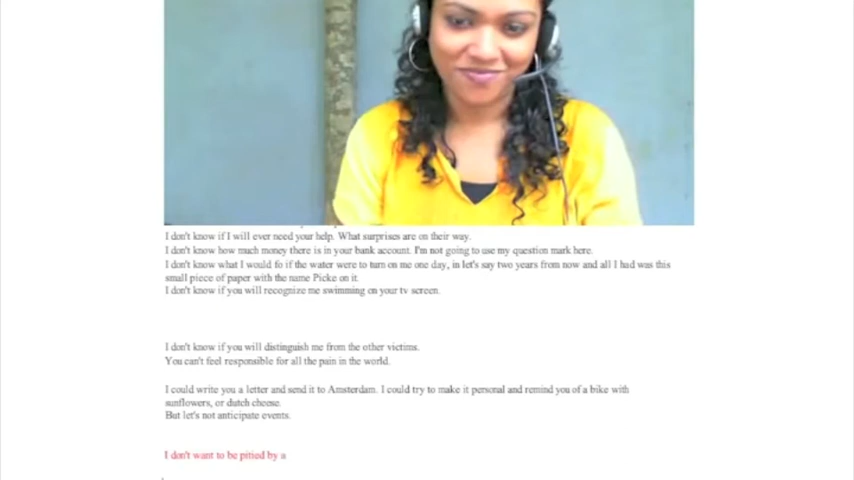 I don't know if I will ever need your help. What surprises are on their way.
I don't know how much money there is in your bank account. I'm not going to use my question mark here.
I don't know what I would fo if the water were to turn on me one day, in let's say two years from now and all I had was this
small piece of paper with the name Picke on it.
I don't know if you will recognize me swimming on your tv screen.
I don't know if you will distinguish me from the other victims.
You can't feel responsible for all the pain in the world.
I could write you a letter and send it to Amsterdam. I could try to make it personal and remind you of a bike with
sunflowers, or dutch cheese.
But let's not anticipate events.
I don't want to be pitied by a